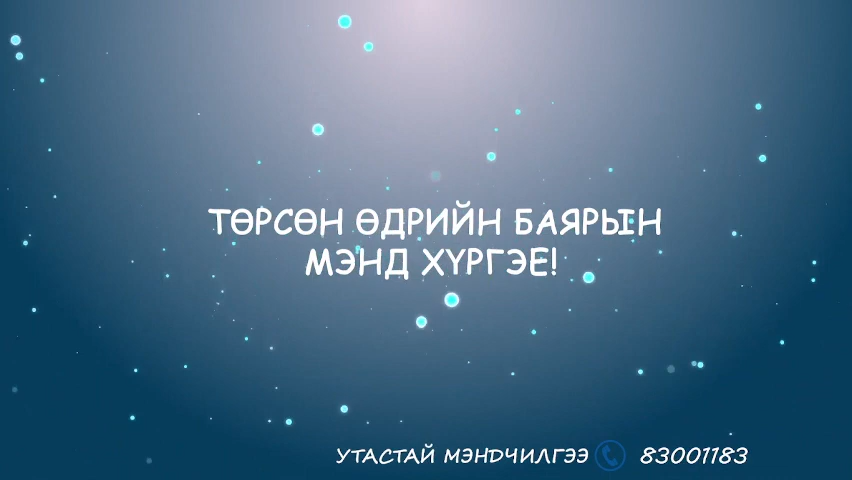 ТӨРСӨН ӨДРИЙН БАЯРЫН
МЭНД ХҮРГЭЕ!
УТАСТАЙ МЭНДЧИЛГЭЭ 83001183